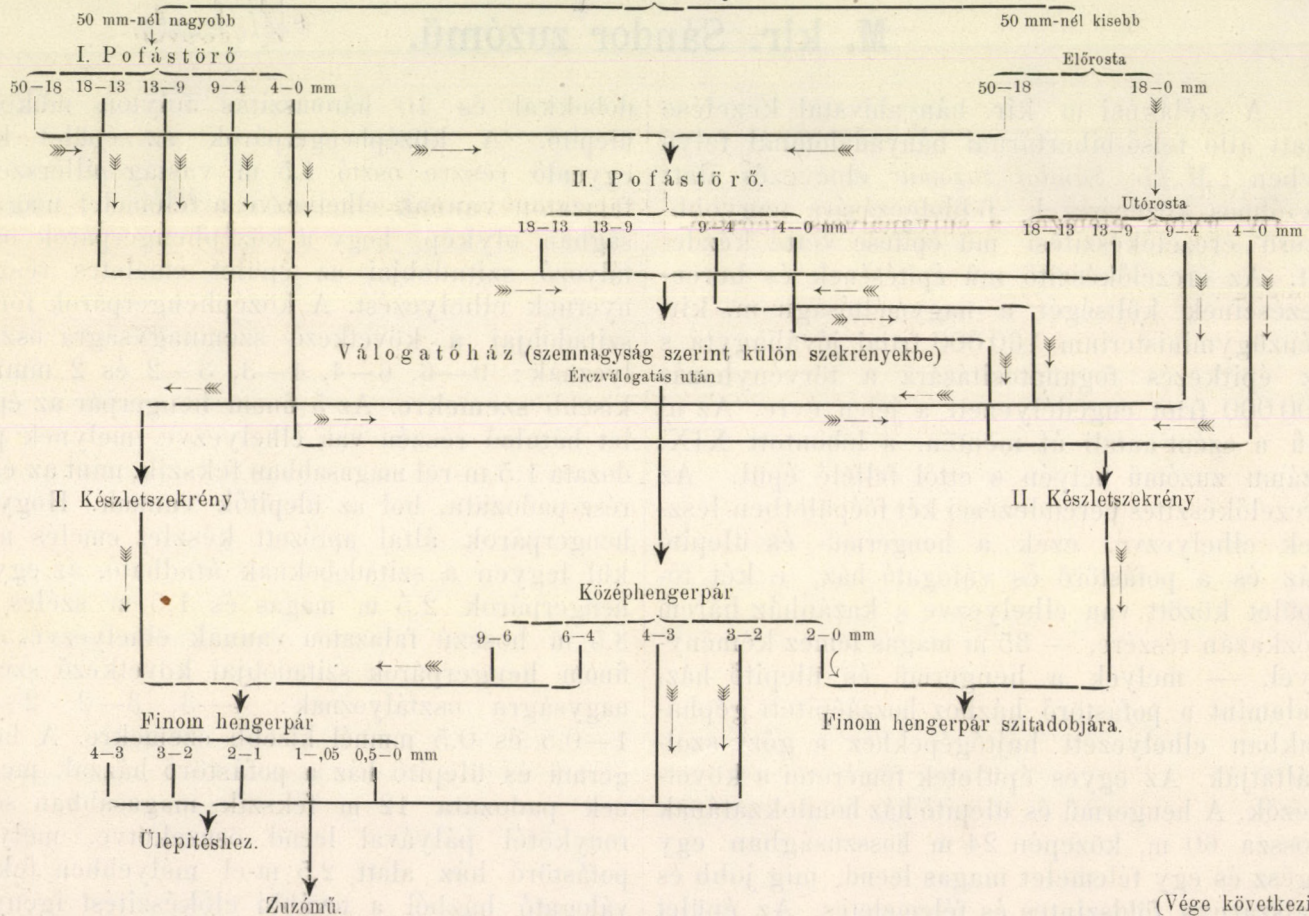 50 mm-nél nagyobb 50 mm-nél kisebb
I. Pofástörő Előrosta
50–18 18–13 13–9 9–4 4–0 mm 50–18 18–0 mm
II. Pofástörő. Utórosta
18–13 13–9 9–4 4–0 mm 18–13 13–9 9–4 4–0 mm
Válogatóház (szemnagyság szerint külön szekrényekbe)
Érczválogatás után
I. Készletszekrény II. Készletszekrény
Középhengerpár
9–6 6–4 4–3 3–2 2–0 mm
Finom hengerpár Finom hengerpár szitadobjára.
4–3 3–2 2–1 1–,05 0,5–0 mm
Ülepítéshez.
Zuzómű.
(Vége következ